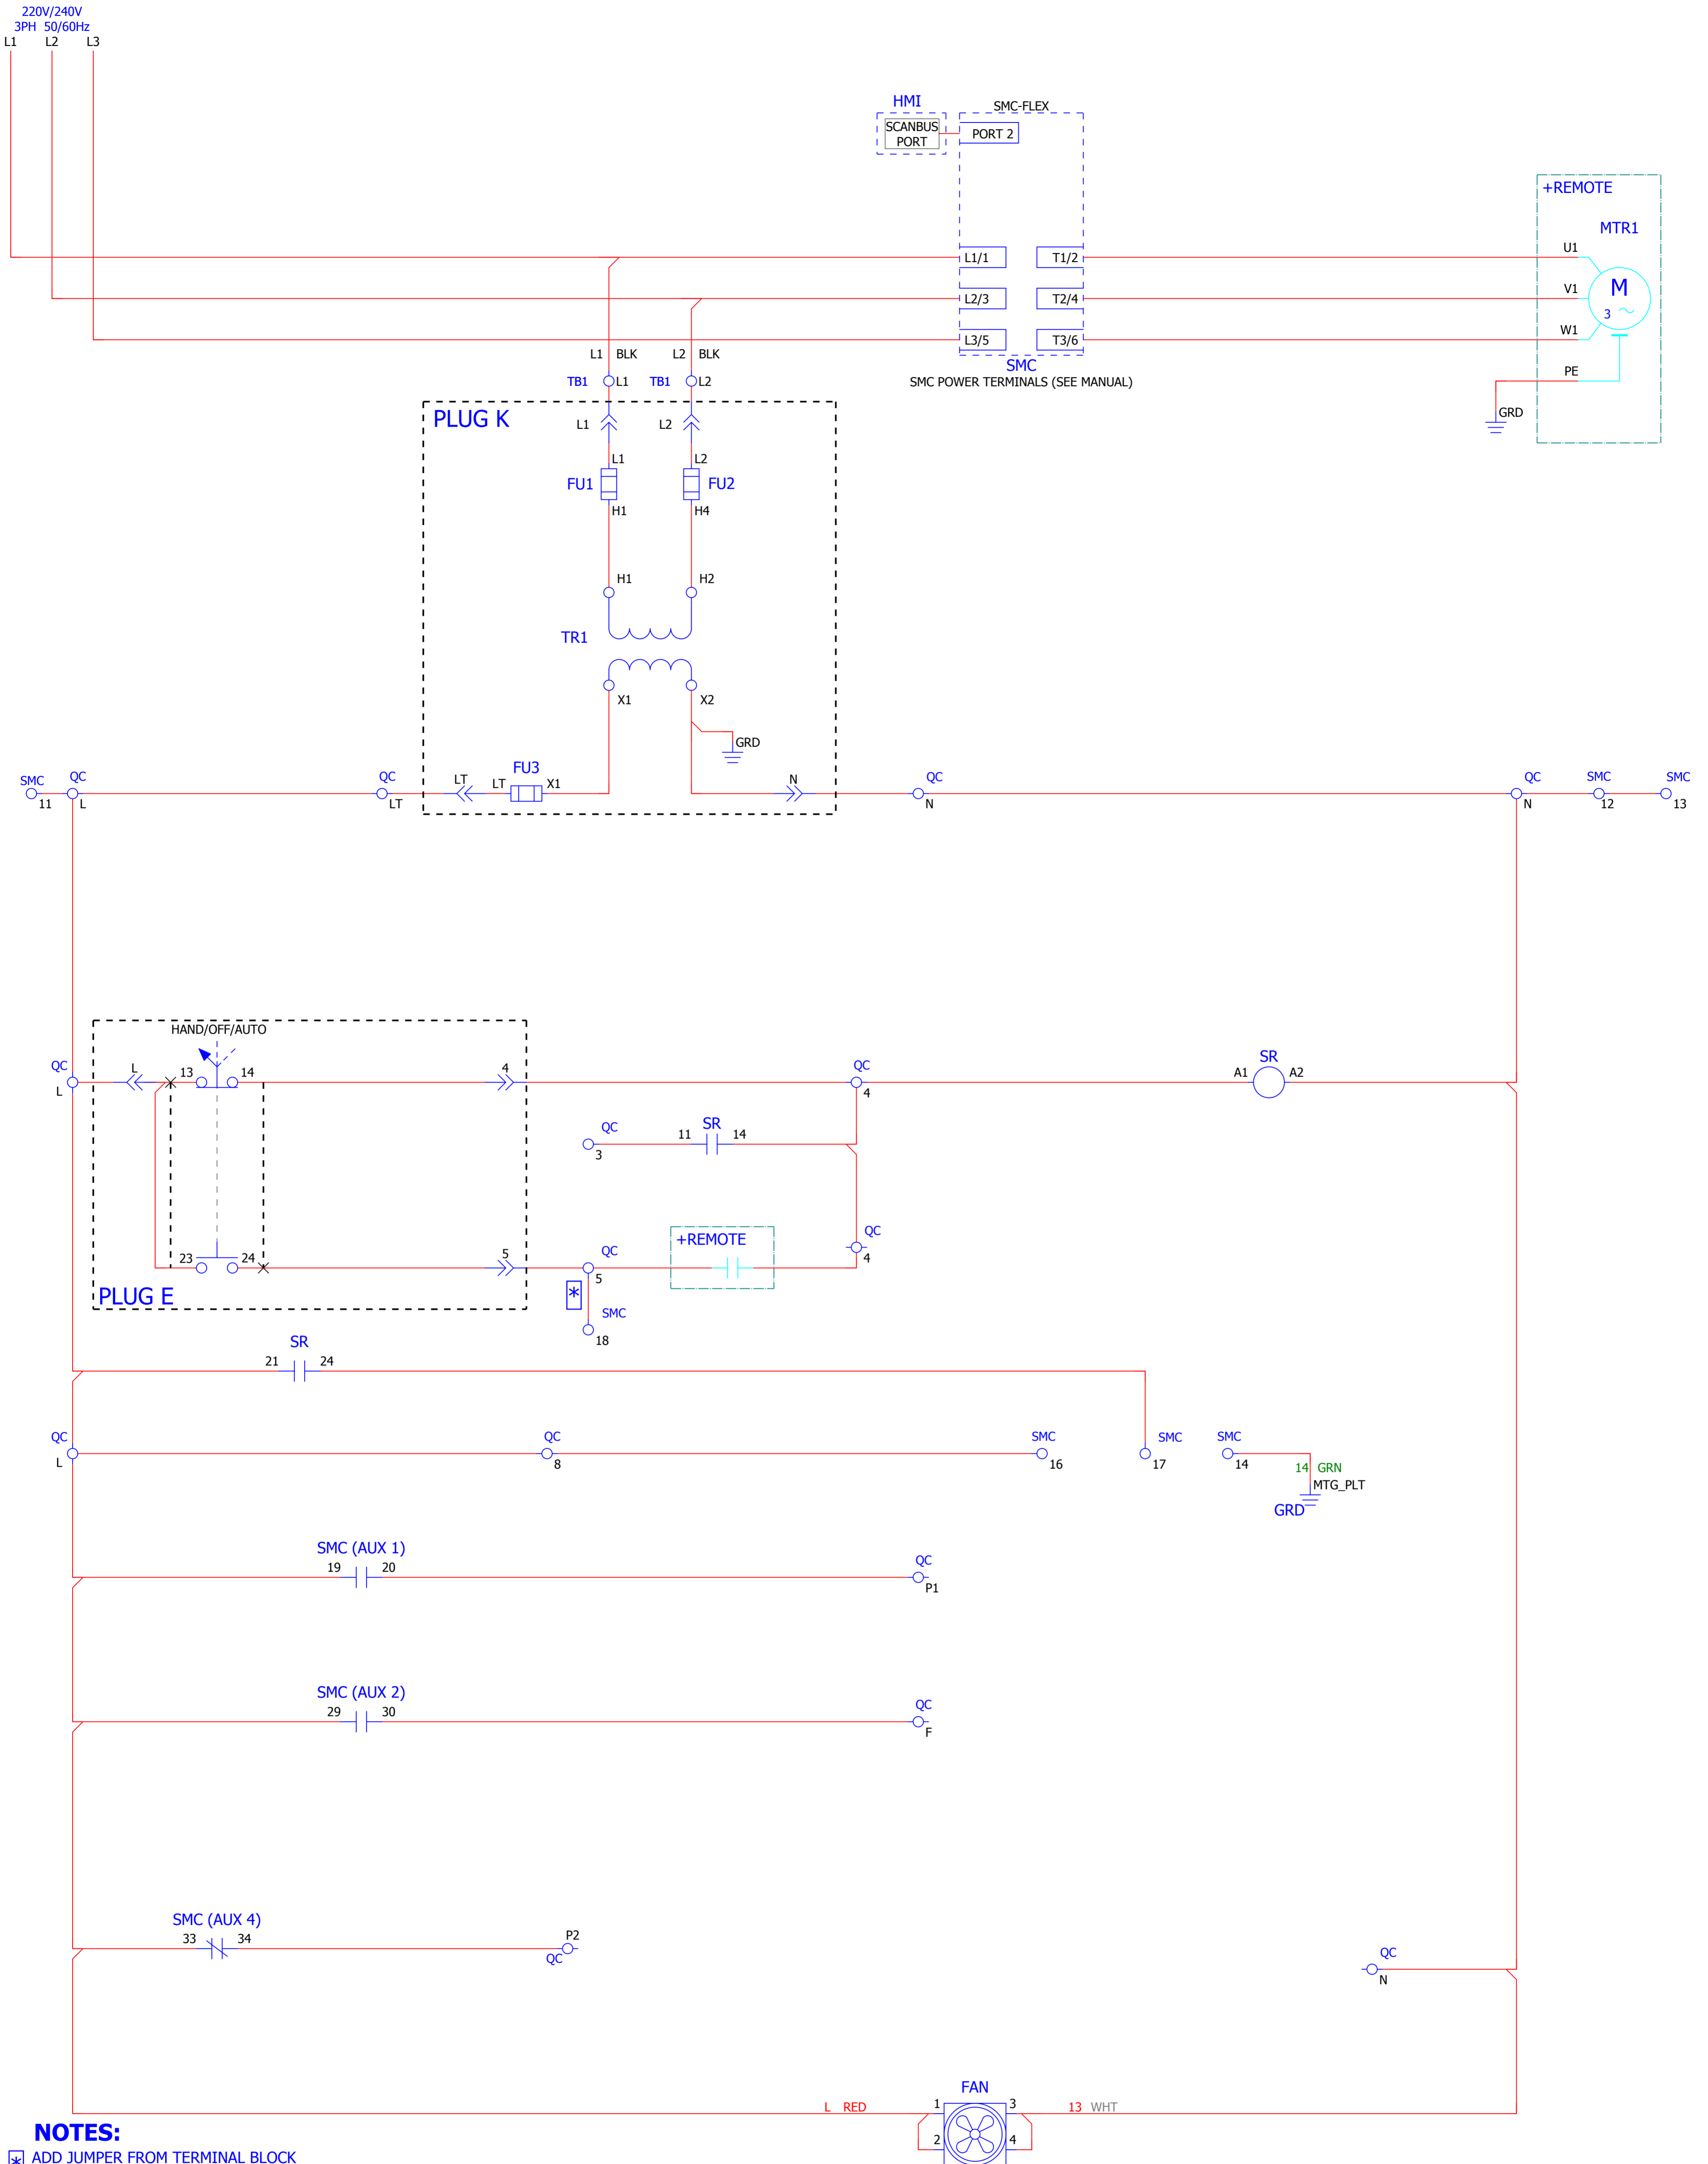 220V/240V
3PH 50/60Hz
L1 L2 L3
HMI
SCANBUS
PORT
SMC-FLEX
PORT 2
+REMOTE
MTR1
L1/1 T1/2 U1
L2/3 T2/4 V1
M
3
L3/5 T3/6 W1
SMC
SMC POWER TERMINALS (SEE MANUAL)
PE
GRD
L1 BLK L2 BLK
TB1 L1 TB1 L2
PLUG K
L1 L2
L1 L2
FU1 FU2
H1 H4
H1 H2
TR1
X1 X2
GRD
SMC QC QC FU3 QC QC SMC SMC
LT LT X1 N
11 L LT N N 12 13
HAND/OFF/AUTO
QC L 13 14 4 QC SR
A1 A2
L 4
QC SR
11 14
3
QC
+REMOTE
4
23 24 5 QC
5
PLUG E
*
SMC
18
SR
21 24
QC QC SMC SMC SMC
L 8 16 17 14
14 GRN
MTG_PLT
GRD
SMC (AUX 1)
19 20 QC
P1
SMC (AUX 2)
29 30 QC
F
SMC (AUX 4)
33 34 P2
QC
QC
N
FAN
L RED 1 3 13 WHT
2 4
NOTES:
* ADD JUMPER FROM TERMINAL BLOCK